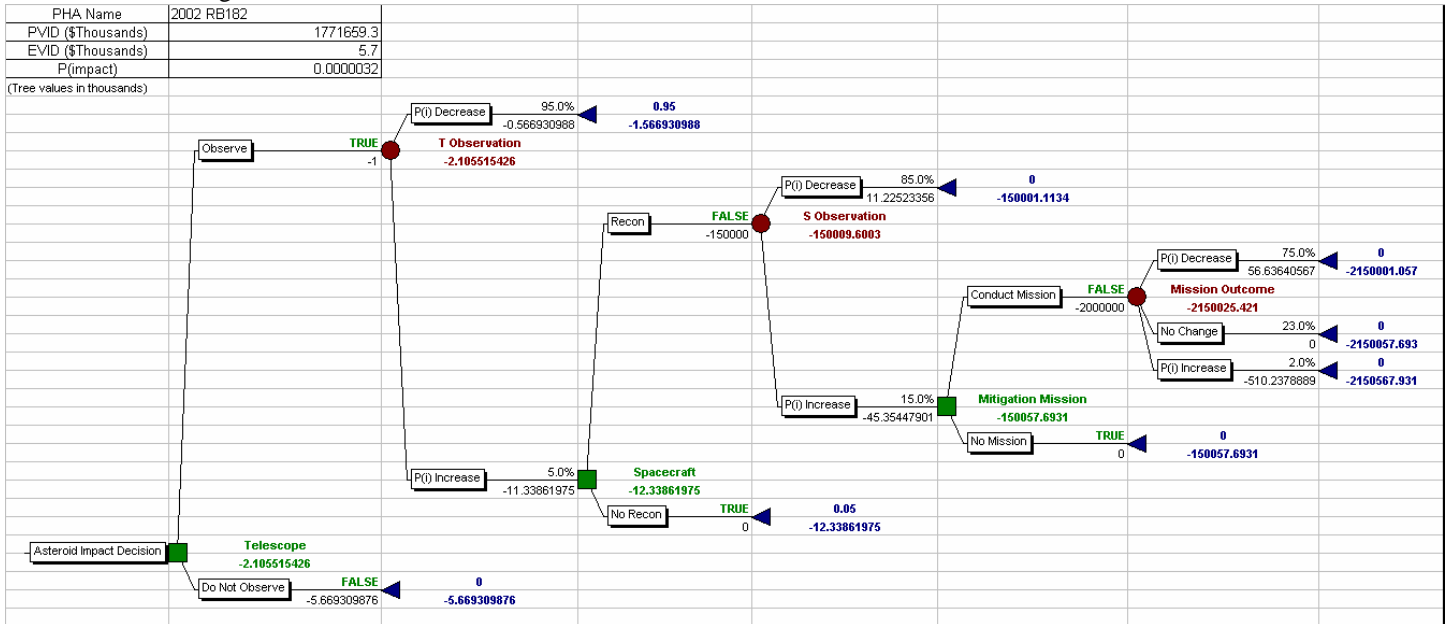 PHA Name 2002 RB182
PVID ($Thousands) 1771659.3
EVID ($Thousands) 5.7
P(impact) 0.0000032
(Tree values in thousands)
P(i) Decrease 95.0% 0.95
-0.566930988 -1.566930988
Observe TRUE T Observation
-1 -2.105515426
P(i) Decrease 85.0% 0
11.22523356 -150001.1134
Recon FALSE S Observation
-150000 -150009.6003
P(i) Decrease 75.0% 0
56.63640567 -2150001.057
Conduct Mission FALSE Mission Outcome
-2000000 -2150025.421
No Change 23.0% 0
0 -2150057.693
P(i) Increase 2.0% 0
-510.2378889 -2150567.931
P(i) Increase 15.0% Mitigation Mission
-45.35447901 -150057.6931
No Mission TRUE 0
0 -150057.6931
P(i) Increase 5.0% Spacecraft
-11.33861975 -12.33861975
No Recon TRUE 0.05
0 -12.33861975
Asteroid Impact Decision Telescope
-2.105515426
Do Not Observe FALSE 0
-5.669309876 -5.669309876